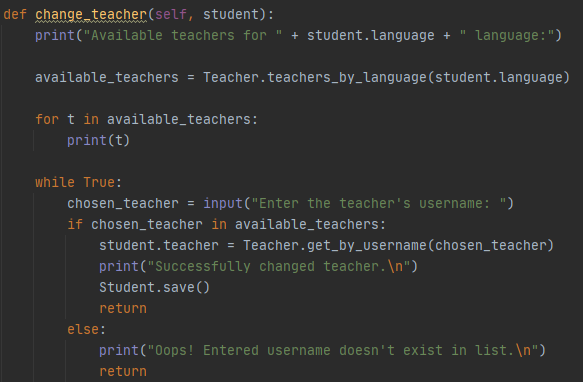 def change_teacher(self, student):
print("Available teachers for " + student.language + " language:")
available_teachers = Teacher.teachers_by_language(student.language)
for t in available_teachers:
print(t)
while True:
chosen_teacher = input("Enter the teacher's username: ")
if chosen_teacher in available_teachers:
student.teacher = Teacher.get_by_username(chosen_teacher)
print("Successfully changed teacher.\n")
Student.save()
return
else:
print("Oops! Entered username doesn't exist in list.\n")
return